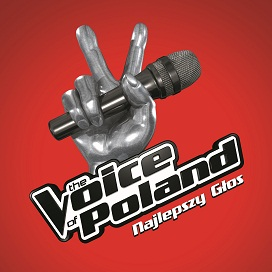 the
Voice
of Poland
Najlepszy Głos